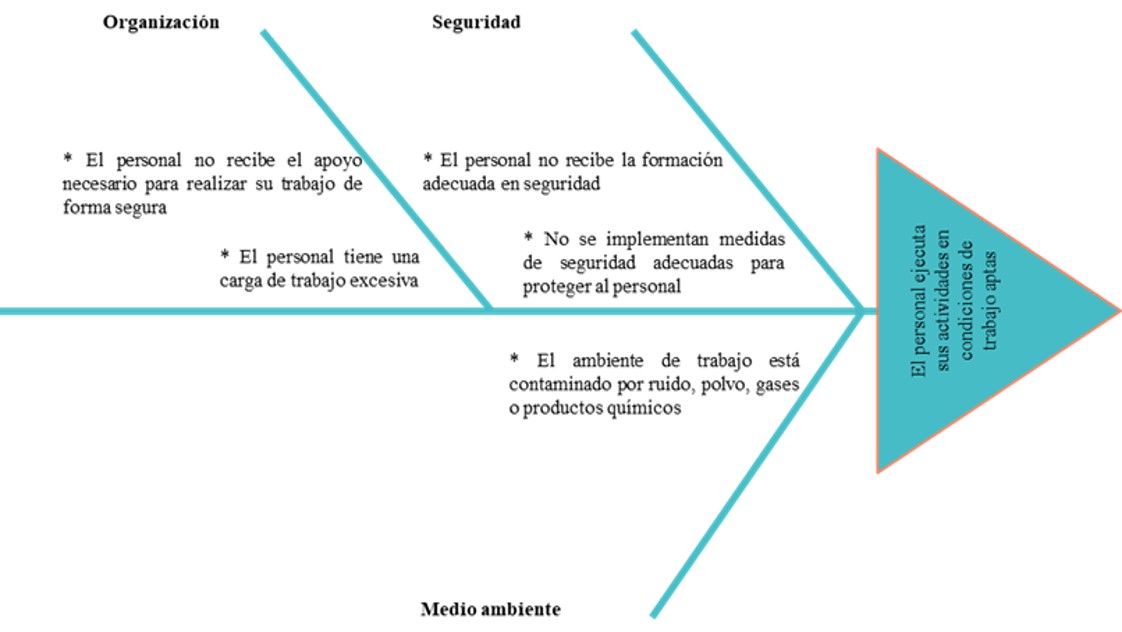 Organización
Seguridad
* El personal no recibe el apoyo
necesario para realizar su trabajo de
forma segura
* El personal tiene una
carga de trabajo excesiva
* El personal no recibe la formación
adecuada en seguridad
* No se implementan medidas
de seguridad adecuadas para
proteger al personal
* El ambiente de trabajo está
contaminado por ruido, polvo, gases
o productos químicos
Medio ambiente
El personal ejecuta
sus actividades en
condiciones de
trabajo aptas